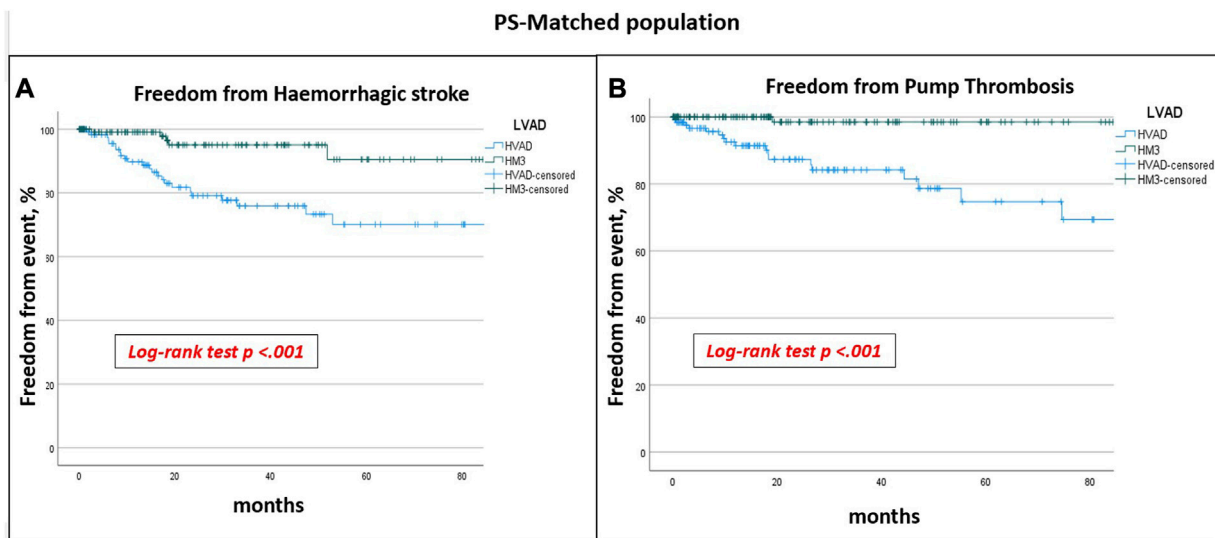 PS-Matched population
A
Freedom from Haemorrhagic stroke
LVAD
HVAD
HM3
HVAD-censored
HM3-censored
Freedom from event, %
100
60
40
0
Log-rank test p <.001
0 20 40 60 80
months
B
Freedom from Pump Thrombosis
LVAD
HVAD
HM3
HVAD-censored
HM3-censored
Freedom from event, %
100
80
60
40
0
Log-rank test p <.001
0 20 40 60 80
months